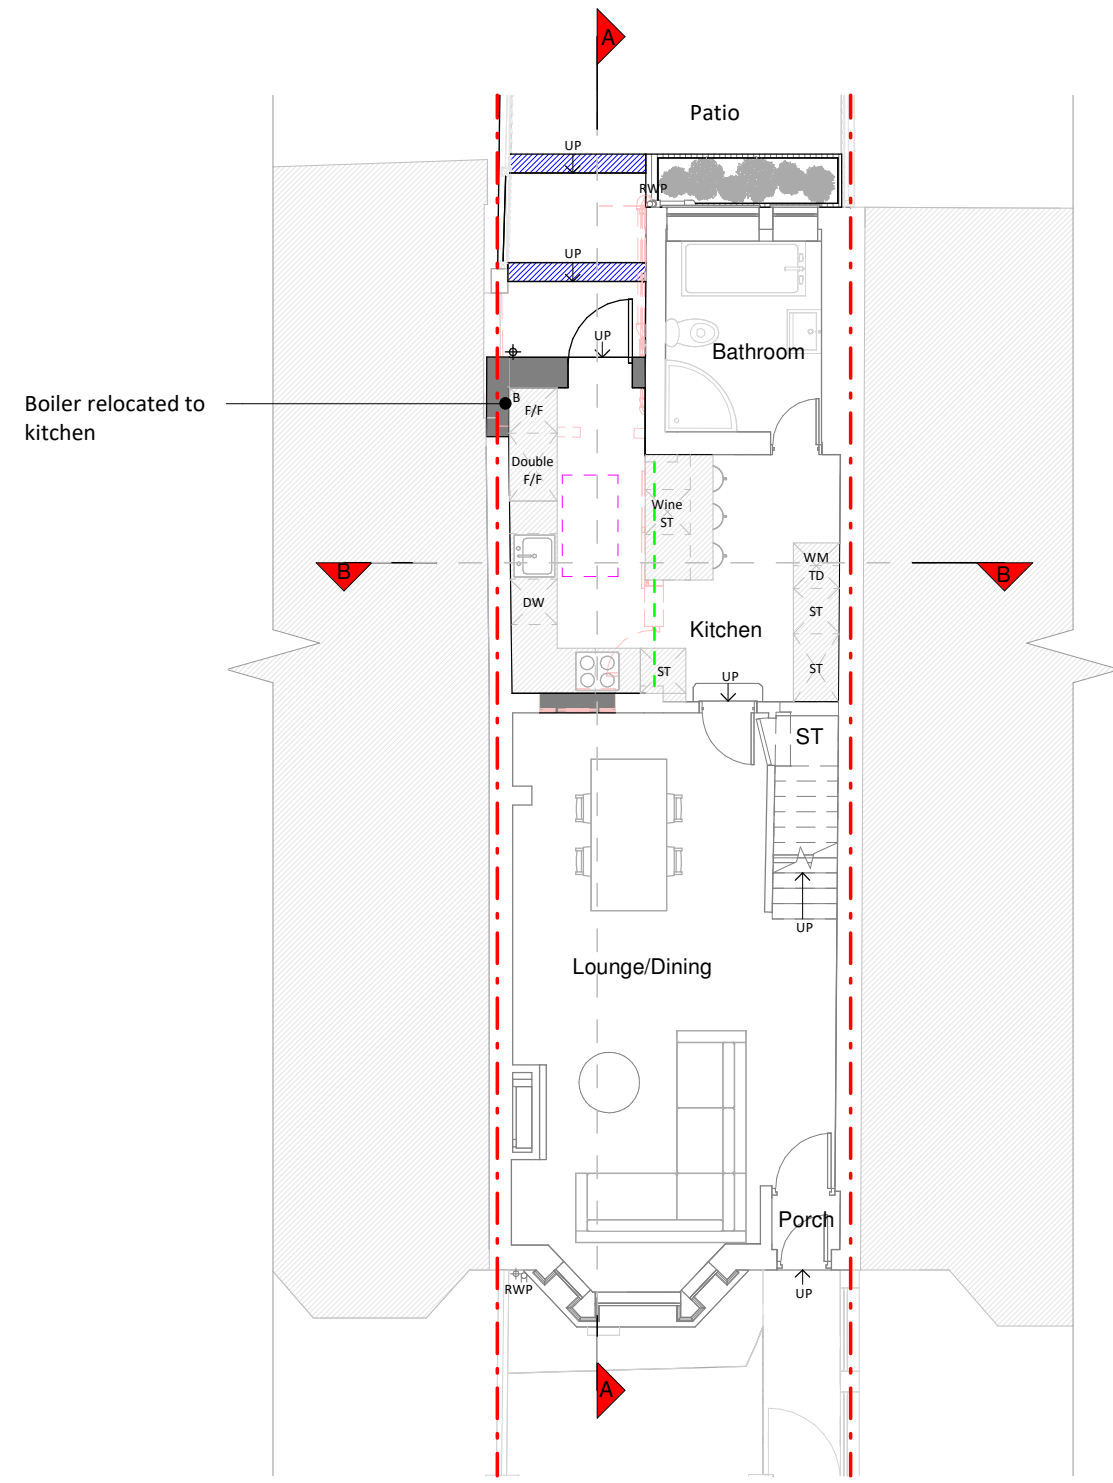 A
Patio
UP
RWP
UP
UP
Bathroom
Boiler relocated to
kitchen
B
F/F
Double
F/F
Wine
ST
WM
TD
B
B
DW
ST
Kitchen
ST
ST
UP
ST
UP
Lounge/Dining
Porch
RWP
UP
A